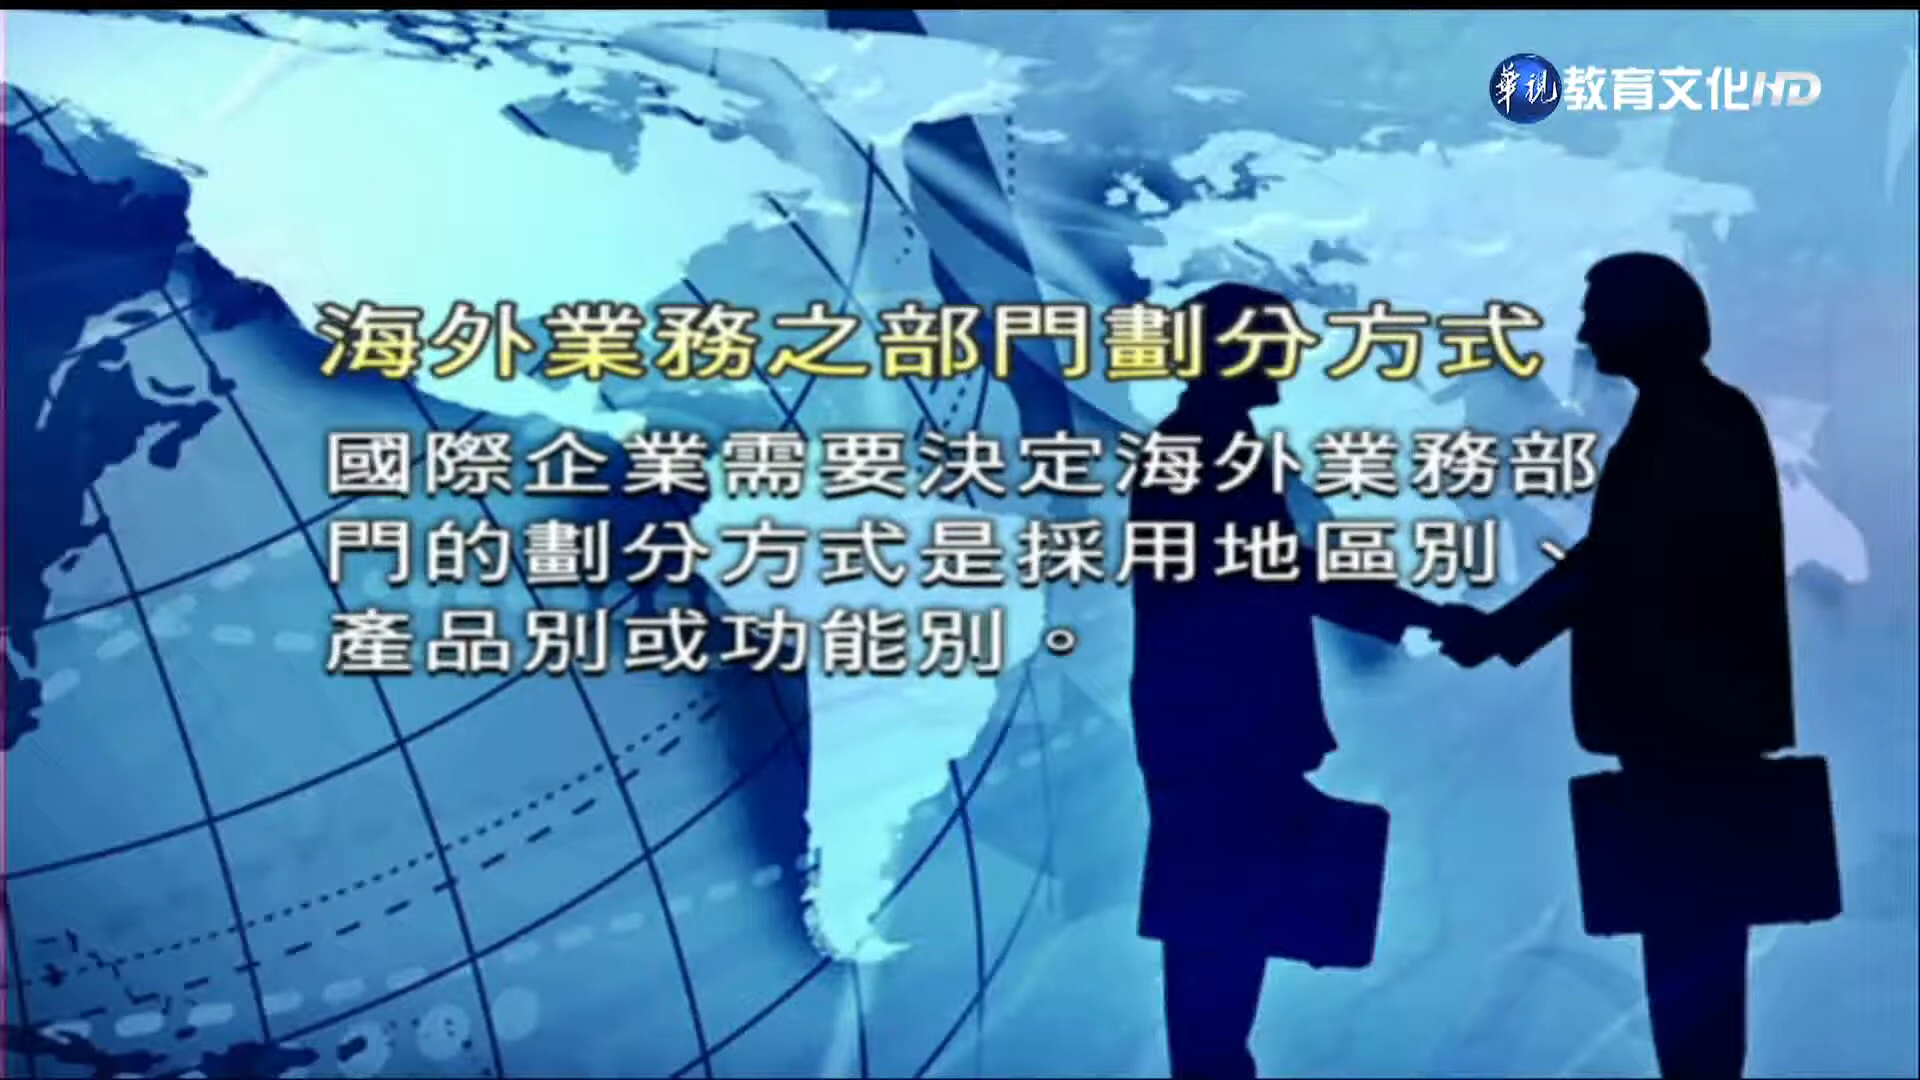 華視 教育文化HD
海外業務之部門劃分方式
國際企業需要決定海外業務部
門的劃分方式是採用地區別、
產品別或功能別。